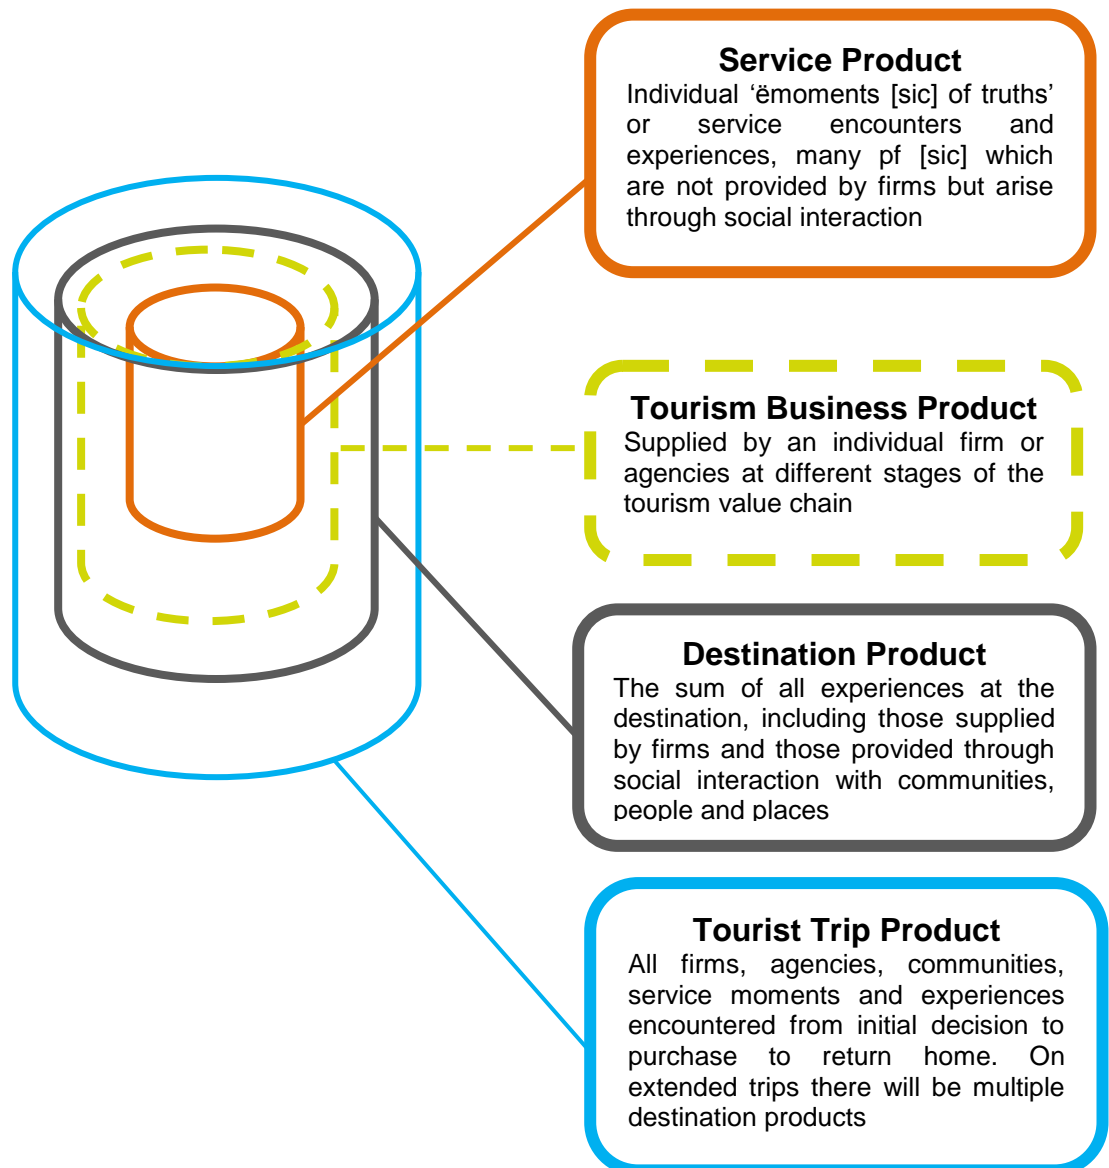 Service Product
Individual ‘ëmoments [sic] of truths’
or service encounters and
experiences, many pf [sic] which
are not provided by firms but arise
through social interaction
Tourism Business Product
Supplied by an individual firm or
agencies at different stages of the
tourism value chain
Destination Product
The sum of all experiences at the
destination, including those supplied
by firms and those provided through
social interaction with communities,
people and places
Tourist Trip Product
All firms, agencies, communities,
service moments and experiences
encountered from initial decision to
purchase to return home. On
extended trips there will be multiple
destination products